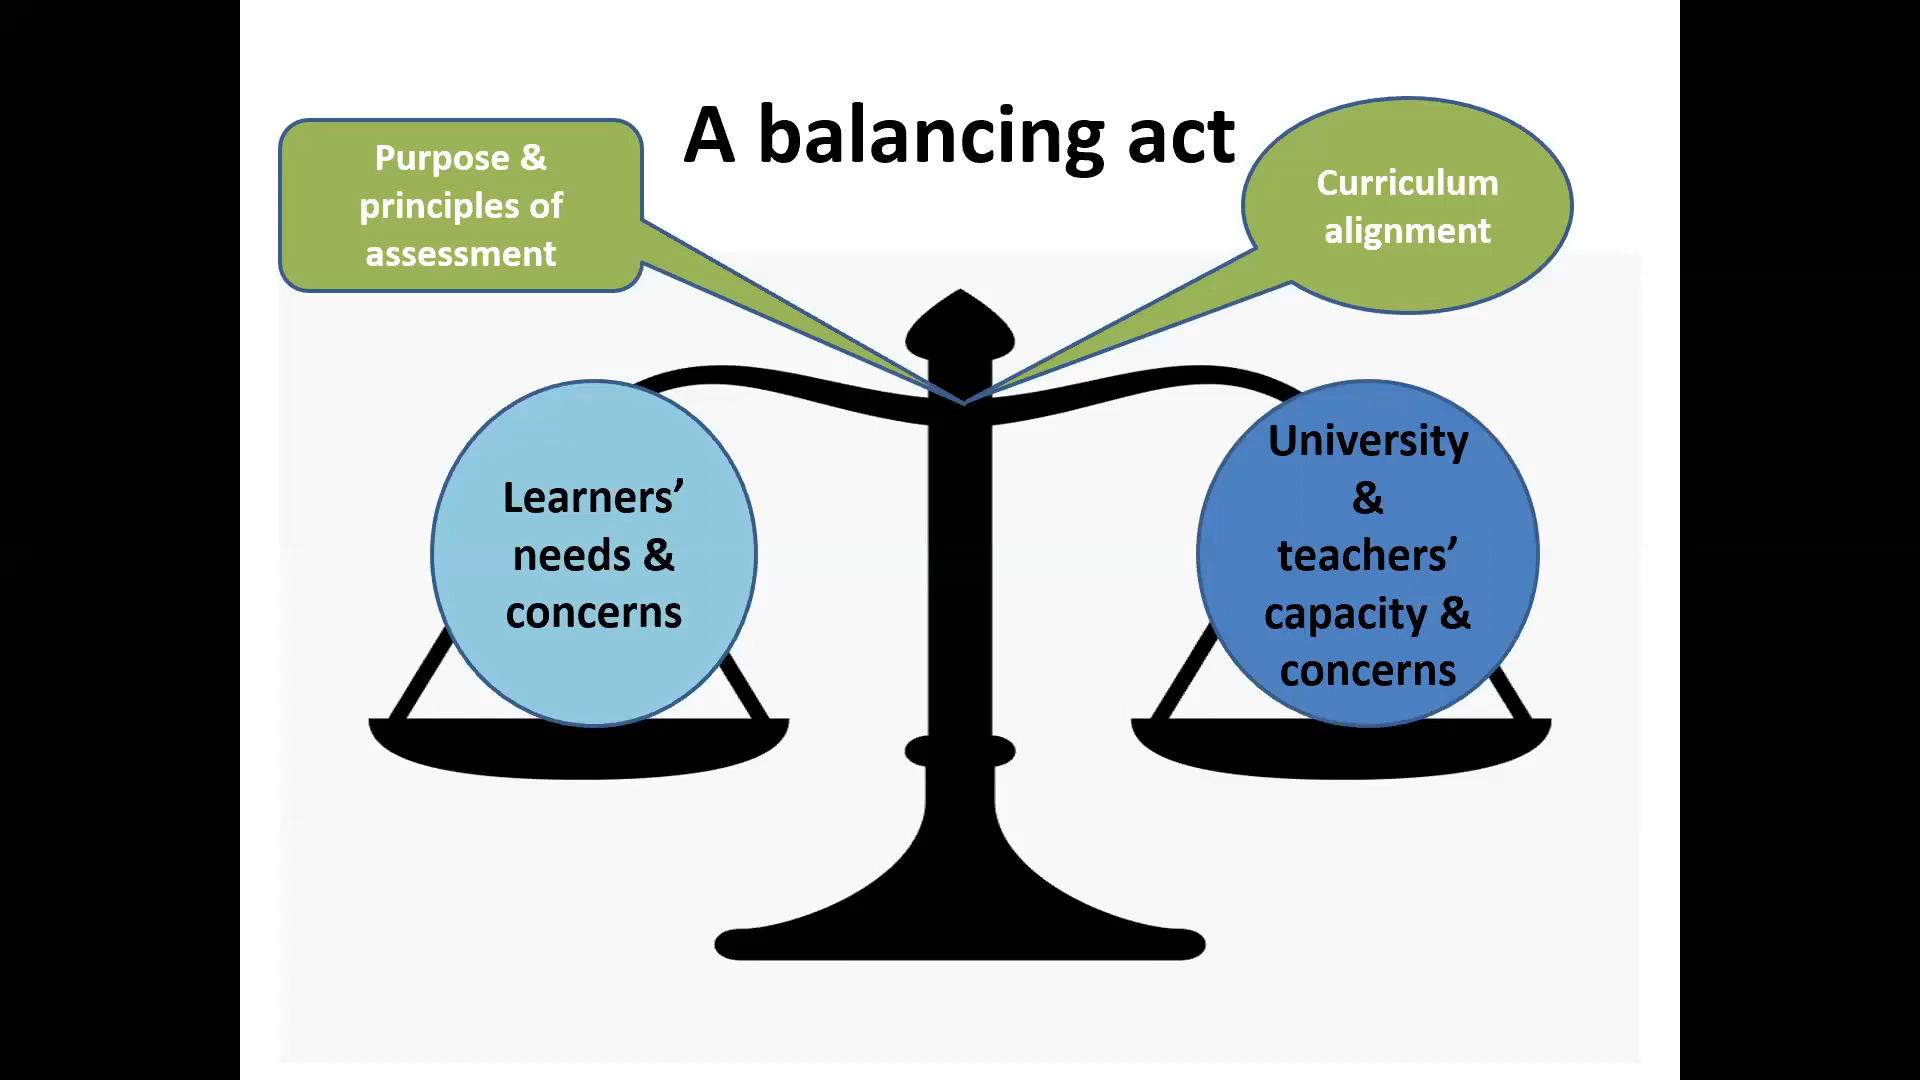 A balancing act
Purpose &
principles of
assessment
Curriculum
alignment
Learners’
needs &
concerns
University
&
teachers’
capacity &
concerns